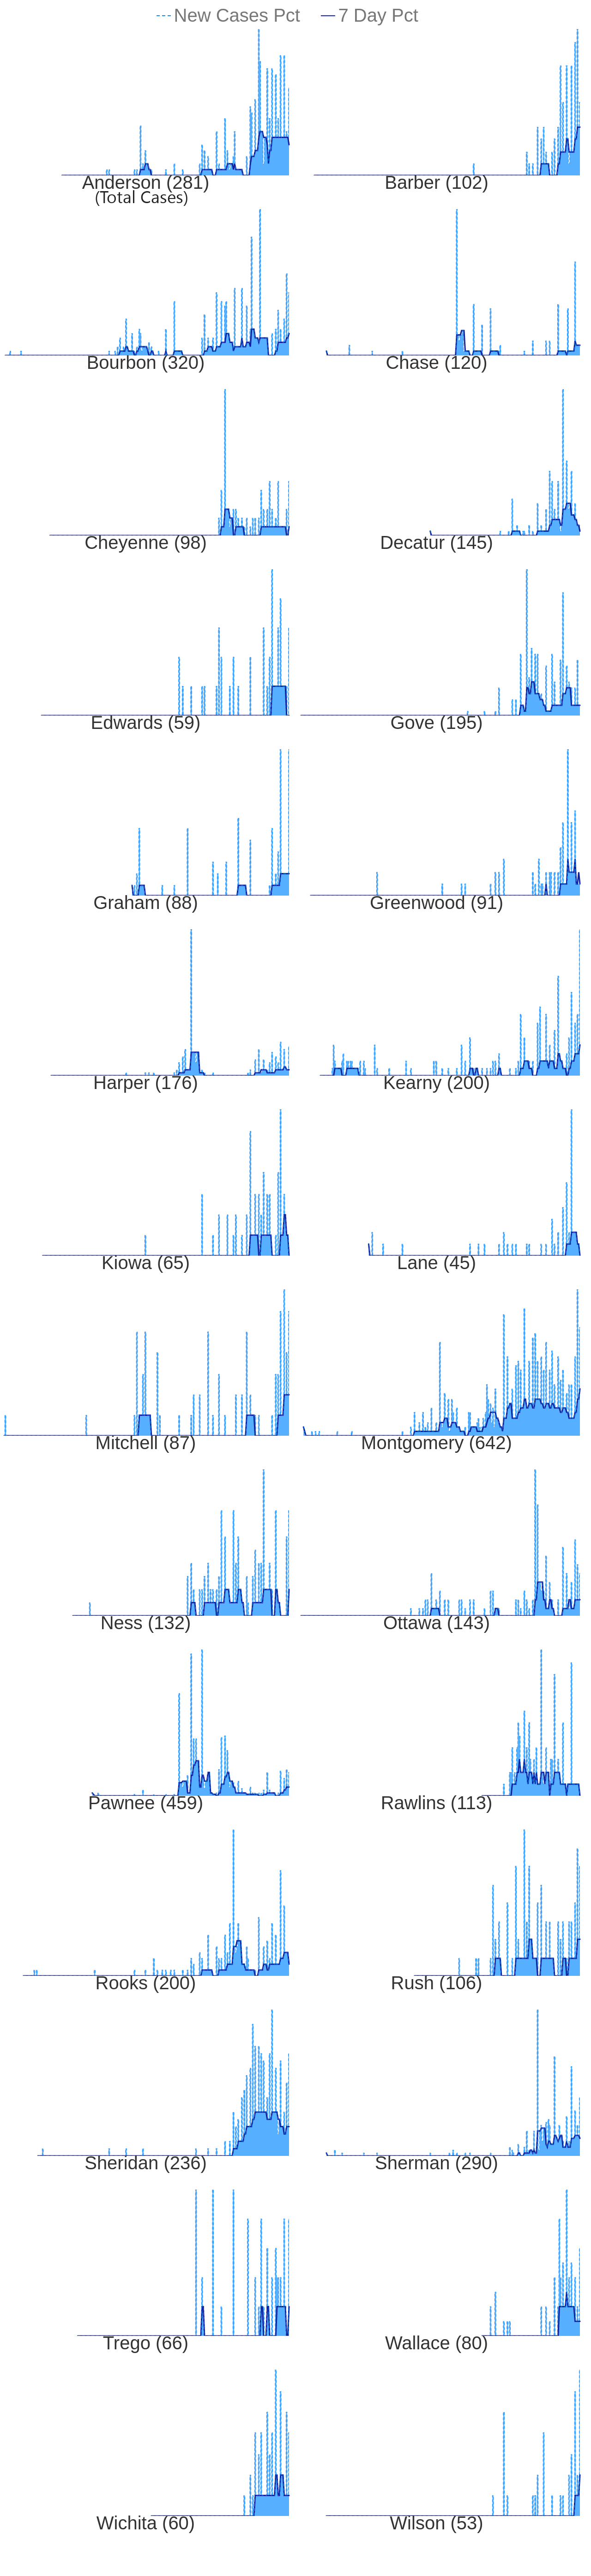 New Cases Pct 7 Day Pct
Anderson (281) Barber (102)
(Total Cases)
Bourbon (320) Chase (120)
Cheyenne (98) Decatur (145)
Edwards (59) Gove (195)
Graham (88) Greenwood (91)
Harper (176) Kearny (200)
Kiowa (65) Lane (45)
Mitchell (87) Montgomery (642)
Ness (132) Ottawa (143)
Pawnee (459) Rawlins (113)
Rooks (200) Rush (106)
Sheridan (236) Sherman (290)
Trego (66) Wallace (80)
Wichita (60) Wilson (53)